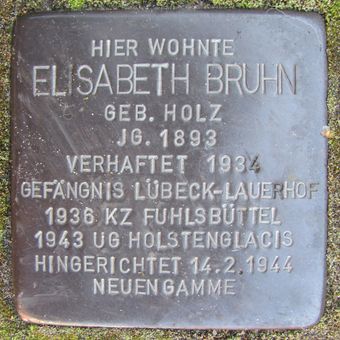 HIER WOHNTE
ELISABETH BRUHN
GEB. HOLZ
JG. 1893
VERHAFTET 1934
GEFÄNGNIS LÜBECK-LAUERHOF
1936 KZ FUHLSBÜTTEL
1943 UG HOLSTENGLACIS
HINGERICHTET 14.2.1944
NEUENGAMME